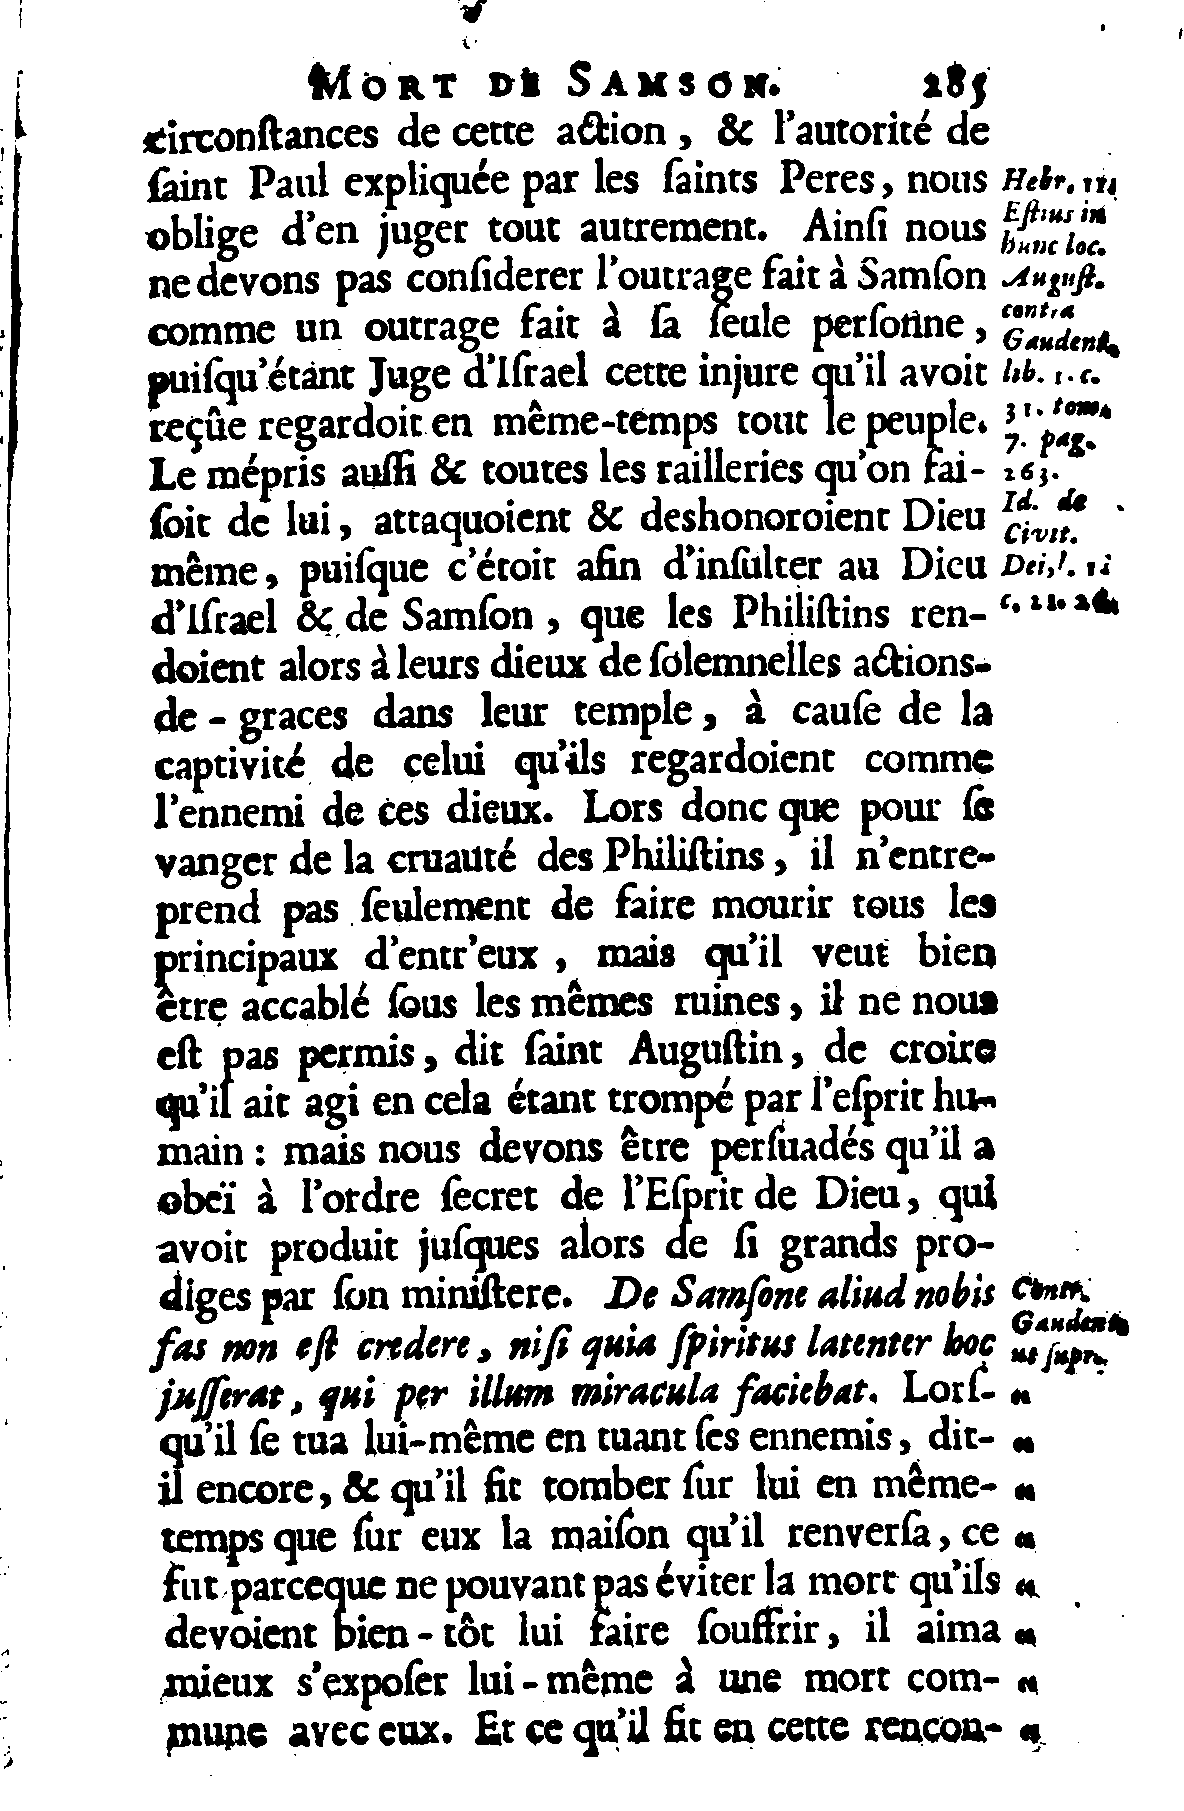 MORT DE SAMSON. 285
circonſtances de cette action, & l'autorité de
ſaint Paul expliquée par les ſaints Peres, nous
oblige d'en juger tout autrement. Ainſi nous
ne devons pas conſiderer l'outrage fait à Samſon
comme un outrage fait à ſa ſeule perſonne,
puiſqu'étant Juge d'Iſrael cette injure qu'il avoit
reçûe regardoit en même-temps tout le peuple.
Le mépris auſſi & toutes les railleries qu'on fai-
ſoit de lui, attaquoient & deshonoroient Dieu
même, puiſque c'étoit afin d'inſulter au Dieu
d'Iſrael & de Samſon, que les Philiſtins ren-
doient alors à leurs dieux de ſolemnelles actions-
de-graces dans leur temple, à cauſe de la
captivité de celui qu'ils regardoient comme
l'ennemi de ces dieux. Lors donc que pour ſe
vanger de la cruauté des Philiſtins, il n'entre-
prend pas ſeulement de faire mourir tous les
principaux d'entr'eux, mais qu'il veut bien
être accablé ſous les mêmes ruines, il ne nous
eſt pas permis, dit ſaint Auguſtin, de croire
qu'il ait agi en cela étant trompé par l'eſprit hu-
main : mais nous devons être perſuadés qu'il a
obeï à l'ordre ſecret de l'Eſprit de Dieu, qui
avoit produit juſques alors de ſi grands pro-
diges par ſon miniſtere. De Samſone aliud nobis
fas non eſt credere, niſi quia ſpiritus latenter hoc
juſſerat, qui per illum miracula faciebat. Lorſ-
qu'il ſe tua lui-même en tuant ſes ennemis, dit-
il encore, & qu'il fit tomber ſur lui en même-
temps que ſur eux la maiſon qu'il renverſa, ce
fut parceque ne pouvant pas éviter la mort qu'ils
devoient bien-tôt lui faire ſouffrir, il aima
mieux s'expoſer lui-même à une mort com-
mune avec eux. Et ce qu'il fit en cette rencon-
Hebr. 11.
Eſtius in
hunc loc.
Auguſt.
contra
Gaudent.
lib. 1. c.
31. tom.
7. pag.
263.
Id. de
Civit.
Dei, l. 1.
c. 21.
Contr.
Gaudent.
ut ſupr.